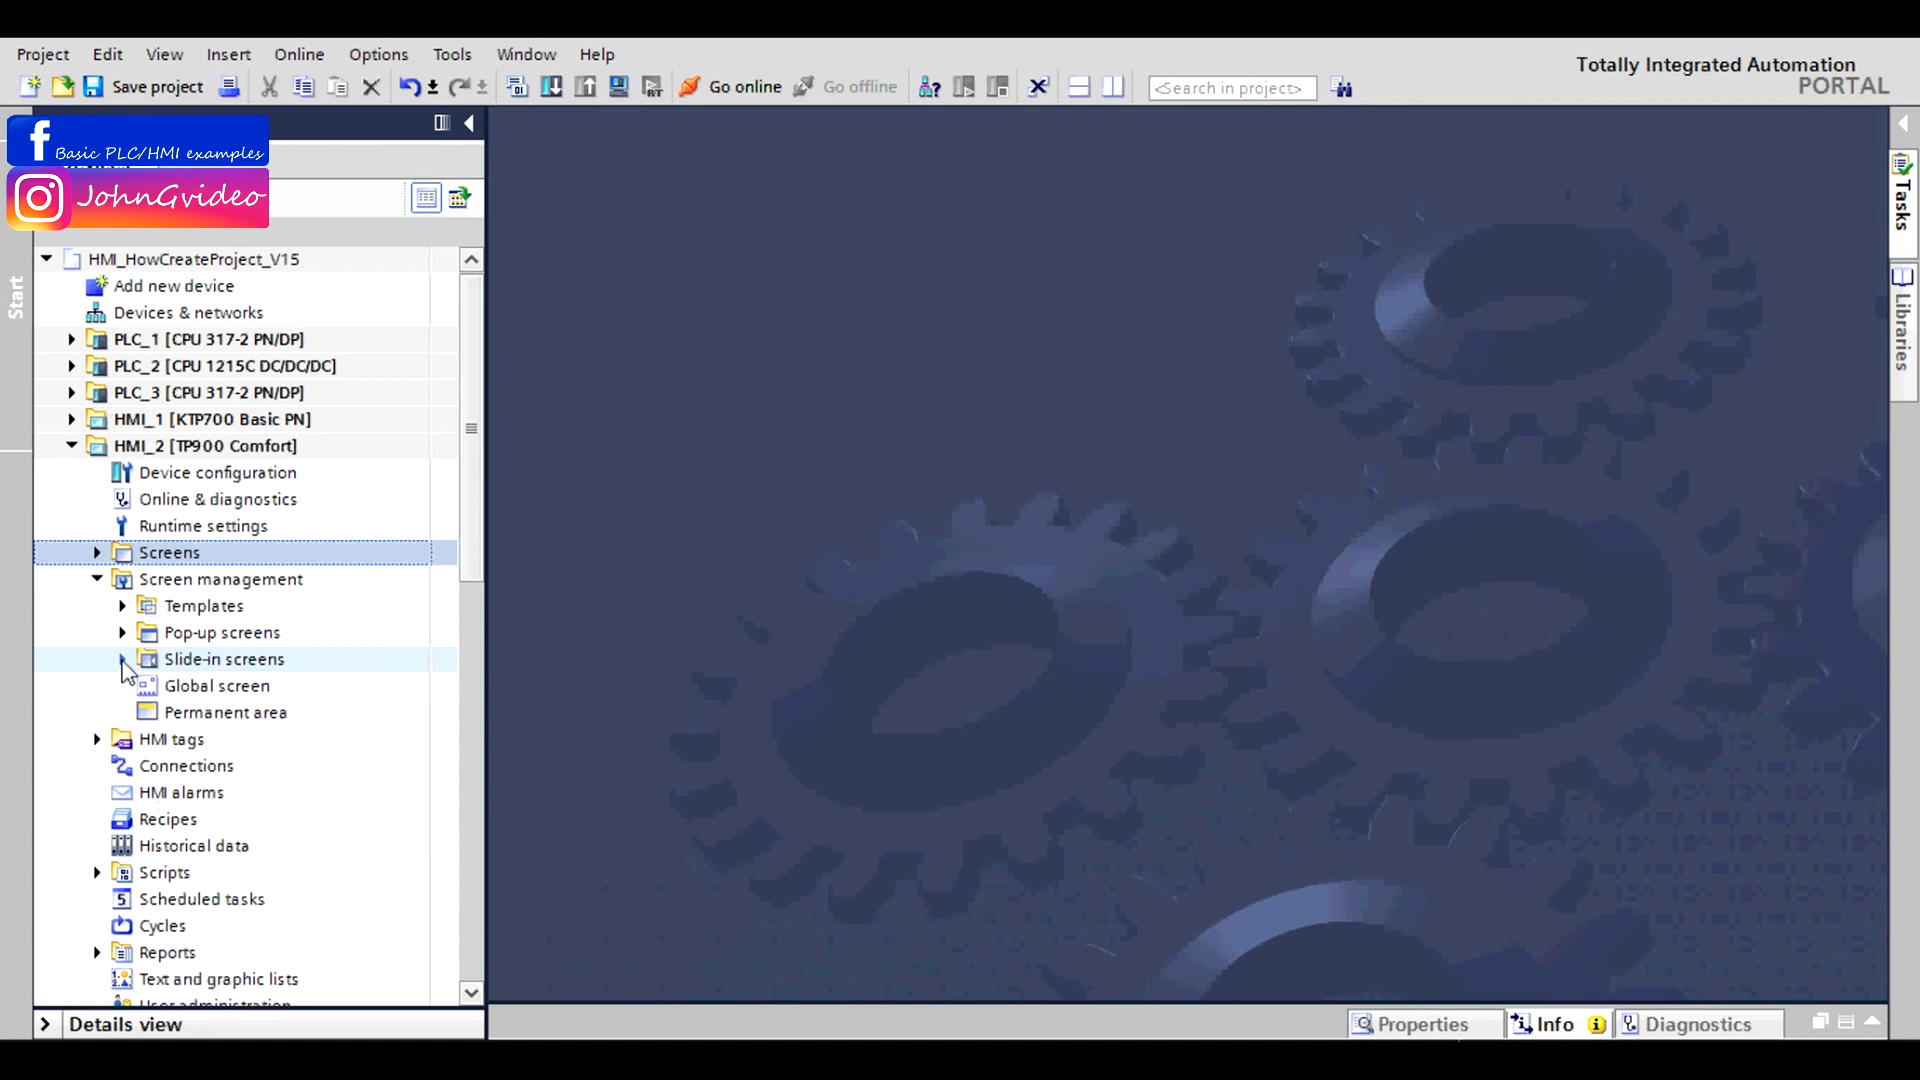 Project Edit View Insert Online Options Tools Window Help
Totally Integrated Automation
PORTAL
Save project
Go online
Go offline
<Search in project>
Basic PLC/HMI examples
JohnGvideo
Start
HMI_HowCreateProject_V15
Add new device
Devices & networks
PLC_1 [CPU 317-2 PN/DP]
PLC_2 [CPU 1215C DC/DC/DC]
PLC_3 [CPU 317-2 PN/DP]
HMI_1 [KTP700 Basic PN]
HMI_2 [TP900 Comfort]
Device configuration
Online & diagnostics
Runtime settings
Screens
Screen management
Templates
Pop-up screens
Slide-in screens
Global screen
Permanent area
HMI tags
Connections
HMI alarms
Recipes
Historical data
Scripts
Scheduled tasks
Cycles
Reports
Text and graphic lists
User administration
Details view
Tasks
Libraries
Properties
Info
Diagnostics